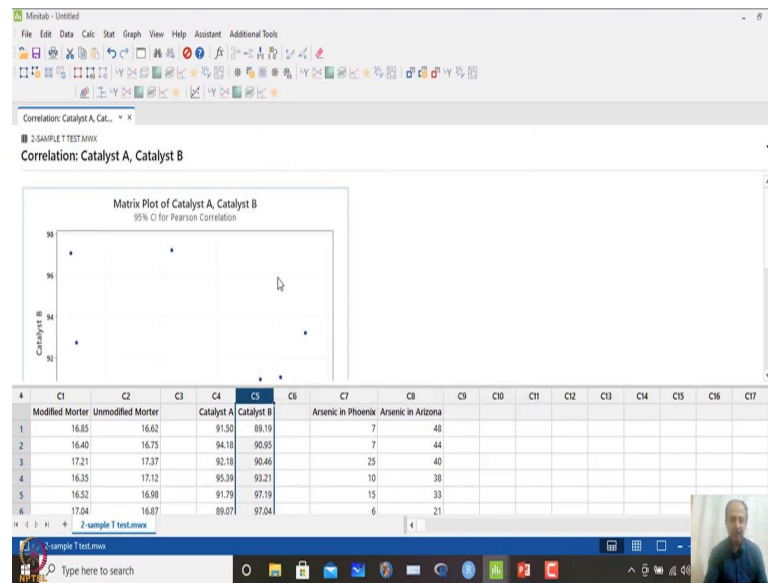 Minitab - Untitled
File Edit Data Calc Stat Graph View Help Assistant Additional Tools
Correlation: Catalyst A, Cat...
2-SAMPLE T TEST.MWX
Correlation: Catalyst A, Catalyst B
Matrix Plot of Catalyst A, Catalyst B
95% CI for Pearson Correlation
98
96
94
92
Catalyst B
C1 C2 C3 C4 C5 C6 C7 C8 C9 C10 C11 C12 C13 C14 C15 C16 C17
Modified Morter Unmodified Morter Catalyst A Catalyst B Arsenic in Phoenix Arsenic in Arizona
1 16.85 16.62 91.50 89.19 7 48
2 16.40 16.75 94.18 90.95 7 44
3 17.21 17.37 92.18 90.46 25 40
4 16.35 17.12 95.39 93.21 10 38
5 16.52 16.98 91.79 97.19 15 33
6 17.04 16.87 89.07 97.04 6 21
2-sample T test.mwx
2-sample T test.mwx
Type here to search
NPTEL